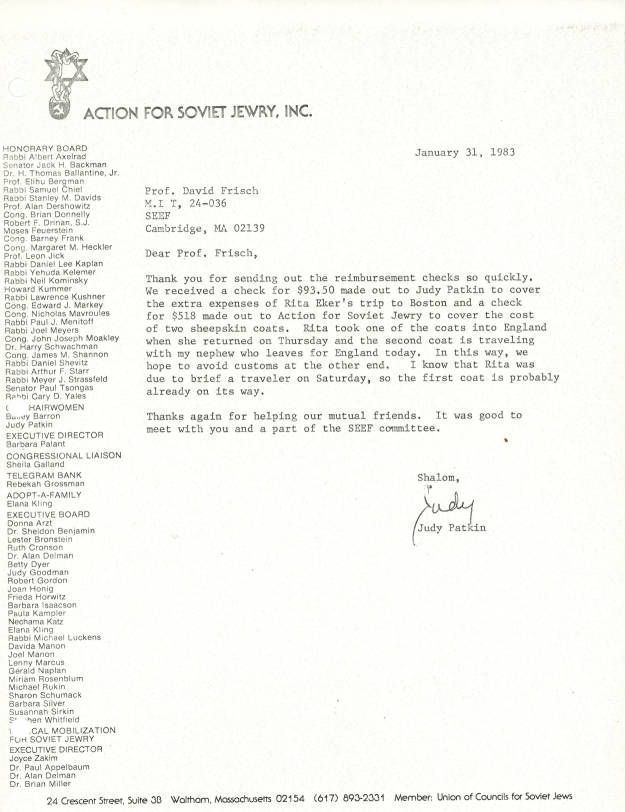 ACTION FOR SOVIET JEWRY, INC.
January 31, 1983
HONORARY BOARD
Rabbi Albert Axelrad
Senator Jack H. Backman
Dr. H. Thomas Ballantine, Jr.
Prof. Elihu Bergman
Rabbi Samuel Chiel
Rabbi Stanley M. Davids
Prof. Alan Dershowitz
Cong. Brian Donnelly
Robert F. Drinan, S.J.
Moses Feuerstein
Cong. Barney Frank
Cong. Margaret M. Heckler
Prof. Leon Jick
Rabbi Daniel Lee Kaplan
Rabbi Yehuda Kelemer
Rabbi Neil Kominsky
Howard Kummer
Rabbi Lawrence Kushner
Cong. Edward J. Markey
Cong. Nicholas Mavroules
Rabbi Paul J. Menitoff
Rabbi Joel Meyers
Cong. John Joseph Moakley
Dr. Harry Schwachman
Cong. James M. Shannon
Rabbi Daniel Shevitz
Rabbi Arthur F. Starr
Rabbi Meyer J. Strassfeld
Senator Paul Tsongas
Rabbi Cary D. Yales
C HAIRWOMEN
Bailey Barron
Judy Patkin
EXECUTIVE DIRECTOR
Barbara Palant
CONGRESSIONAL LIAISON
Sheila Galland
TELEGRAM BANK
Rebekah Grossman
ADOPT-A-FAMILY
Elana Kling
EXECUTIVE BOARD
Donna Arzt
Dr. Sheldon Benjamin
Lester Bronstein
Ruth Cronson
Dr. Alan Delman
Betty Dyer
Judy Goodman
Robert Gordon
Joan Honig
Frieda Horwitz
Barbara Isaacson
Paula Kampler
Nechama Katz
Elana Kling
Rabbi Michael Luckens
Davida Manon
Joel Manon
Lenny Marcus
Gerald Naplan
Miriam Rosenblum
Michael Rukin
Sharon Schumack
Barbara Silver
Susannah Sirkin
S hen Whitfield
CAL MOBILIZATION
FOR SOVIET JEWRY
EXECUTIVE DIRECTOR
Joyce Zakim
Dr. Paul Appelbaum
Dr. Alan Delman
Dr. Brian Miller
Prof. David Frisch
M.I T, 24-036
SEEF
Cambridge, MA 02139
Dear Prof. Frisch,
Thank you for sending out the reimbursement checks so quickly.
We received a check for $93.50 made out to Judy Patkin to cover
the extra expenses of Rita Eker's trip to Boston and a check
for $518 made out to Action for Soviet Jewry to cover the cost
of two sheepskin coats. Rita took one of the coats into England
when she returned on Thursday and the second coat is traveling
with my nephew who leaves for England today. In this way, we
hope to avoid customs at the other end. I know that Rita was
due to brief a traveler on Saturday, so the first coat is probably
already on its way.
Thanks again for helping our mutual friends. It was good to
meet with you and a part of the SEEF committee.
Shalom,
Judy
Judy Patkin
24 Crescent Street, Suite 3B Waltham, Massachusetts 02154 (617) 893-2331 Member: Union of Councils for Soviet Jews